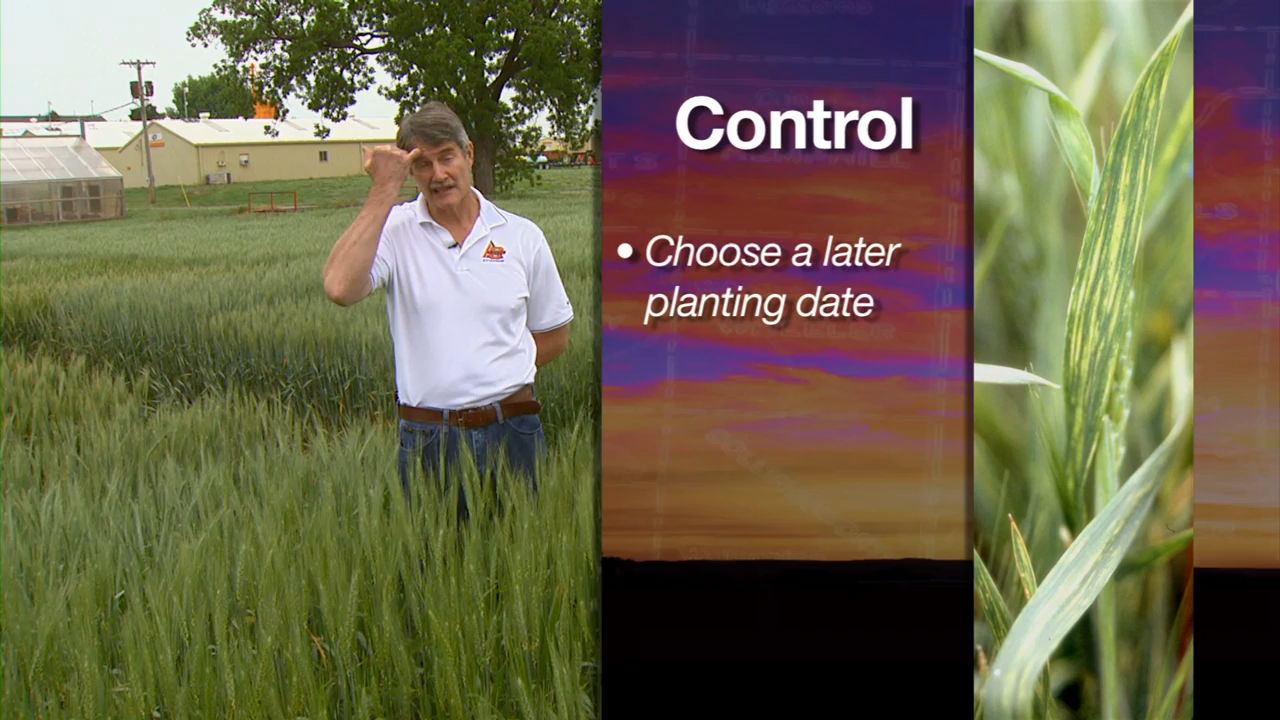 Control
• Choose a later
planting date